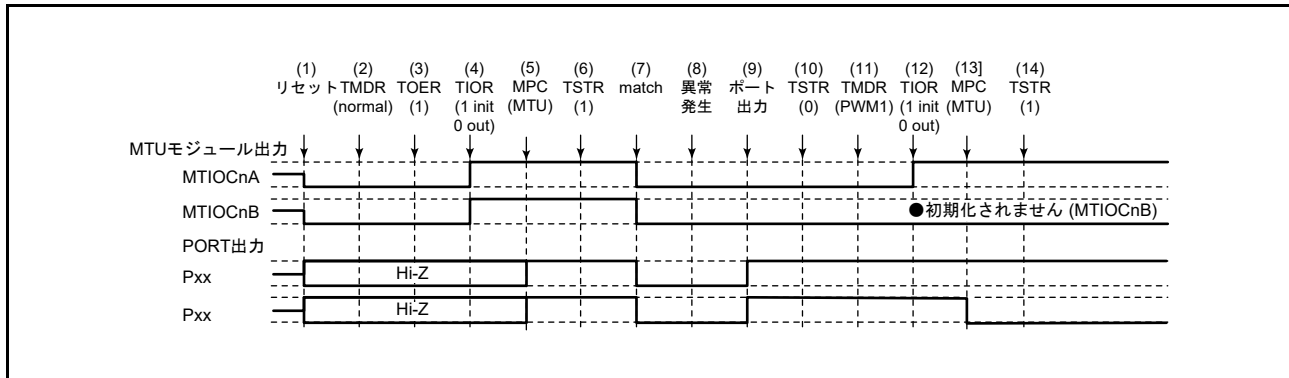 (1) (2) (3) (4) (5) (6) (7) (8) (9) (10) (11) (12) (13] (14)
リセット TMDR TOER TIOR MPC TSTR match 異常 ポート TSTR TMDR TIOR MPC TSTR
(normal) (1) (1 init (MTU) (1) 発生 出力 (0) (PWM1) (1 init (MTU) (1)
0 out) 0 out)
MTUモジュール出力
MTIOCnA
MTIOCnB ●初期化されません (MTIOCnB)
PORT出力
Pxx Hi-Z
Pxx Hi-Z